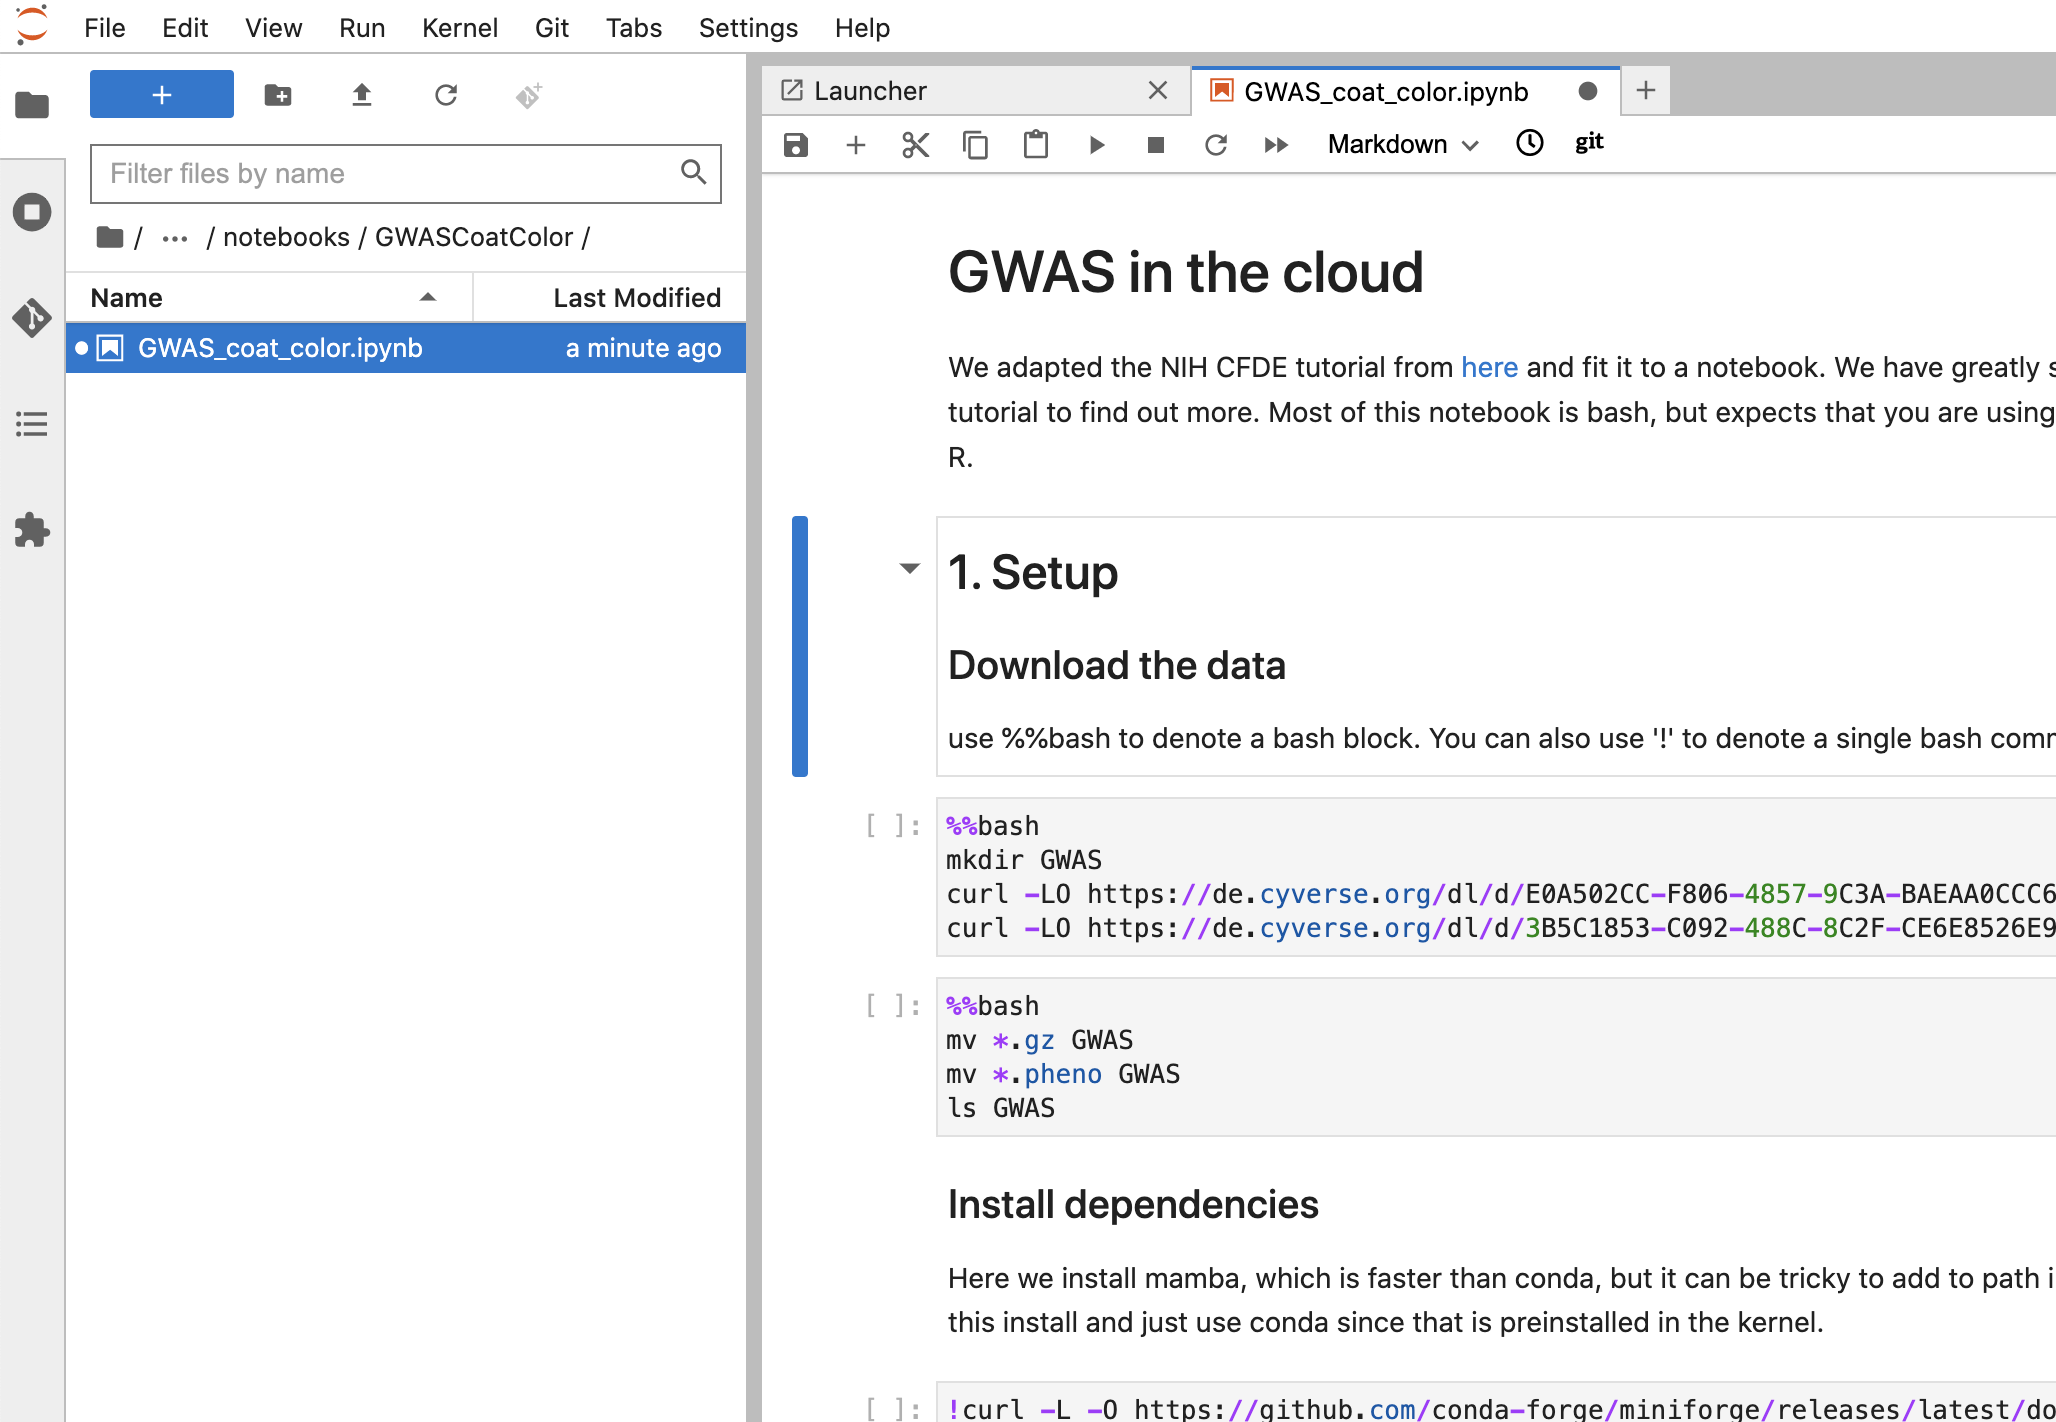 File Edit View Run Kernel Git Tabs Settings Help
Launcher
GWAS_coat_color.ipynb
Filter files by name
/ ... / notebooks / GWASCoatColor /
Name Last Modified
GWAS_coat_color.ipynb a minute ago
Markdown
git
GWAS in the cloud
We adapted the NIH CFDE tutorial from here and fit it to a notebook. We have greatly
tutorial to find out more. Most of this notebook is bash, but expects that you are using
R.
1. Setup
Download the data
use %%bash to denote a bash block. You can also use '!' to denote a single bash
[ ]:
%%bash
mkdir GWAS
curl -LO https://de.cyverse.org/dl/d/E0A502CC-F806-4857-9C3A-BAEAA0CCC6
curl -LO https://de.cyverse.org/dl/d/3B5C1853-C092-488C-8C2F-CE6E8526E9
[ ]:
%%bash
mv *.gz GWAS
mv *.pheno GWAS
ls GWAS
Install dependencies
Here we install mamba, which is faster than conda, but it can be tricky to add to path
this install and just use conda since that is preinstalled in the kernel.
[ ]:
!curl -L -O https://github.com/conda-forge/miniforge/releases/latest/do